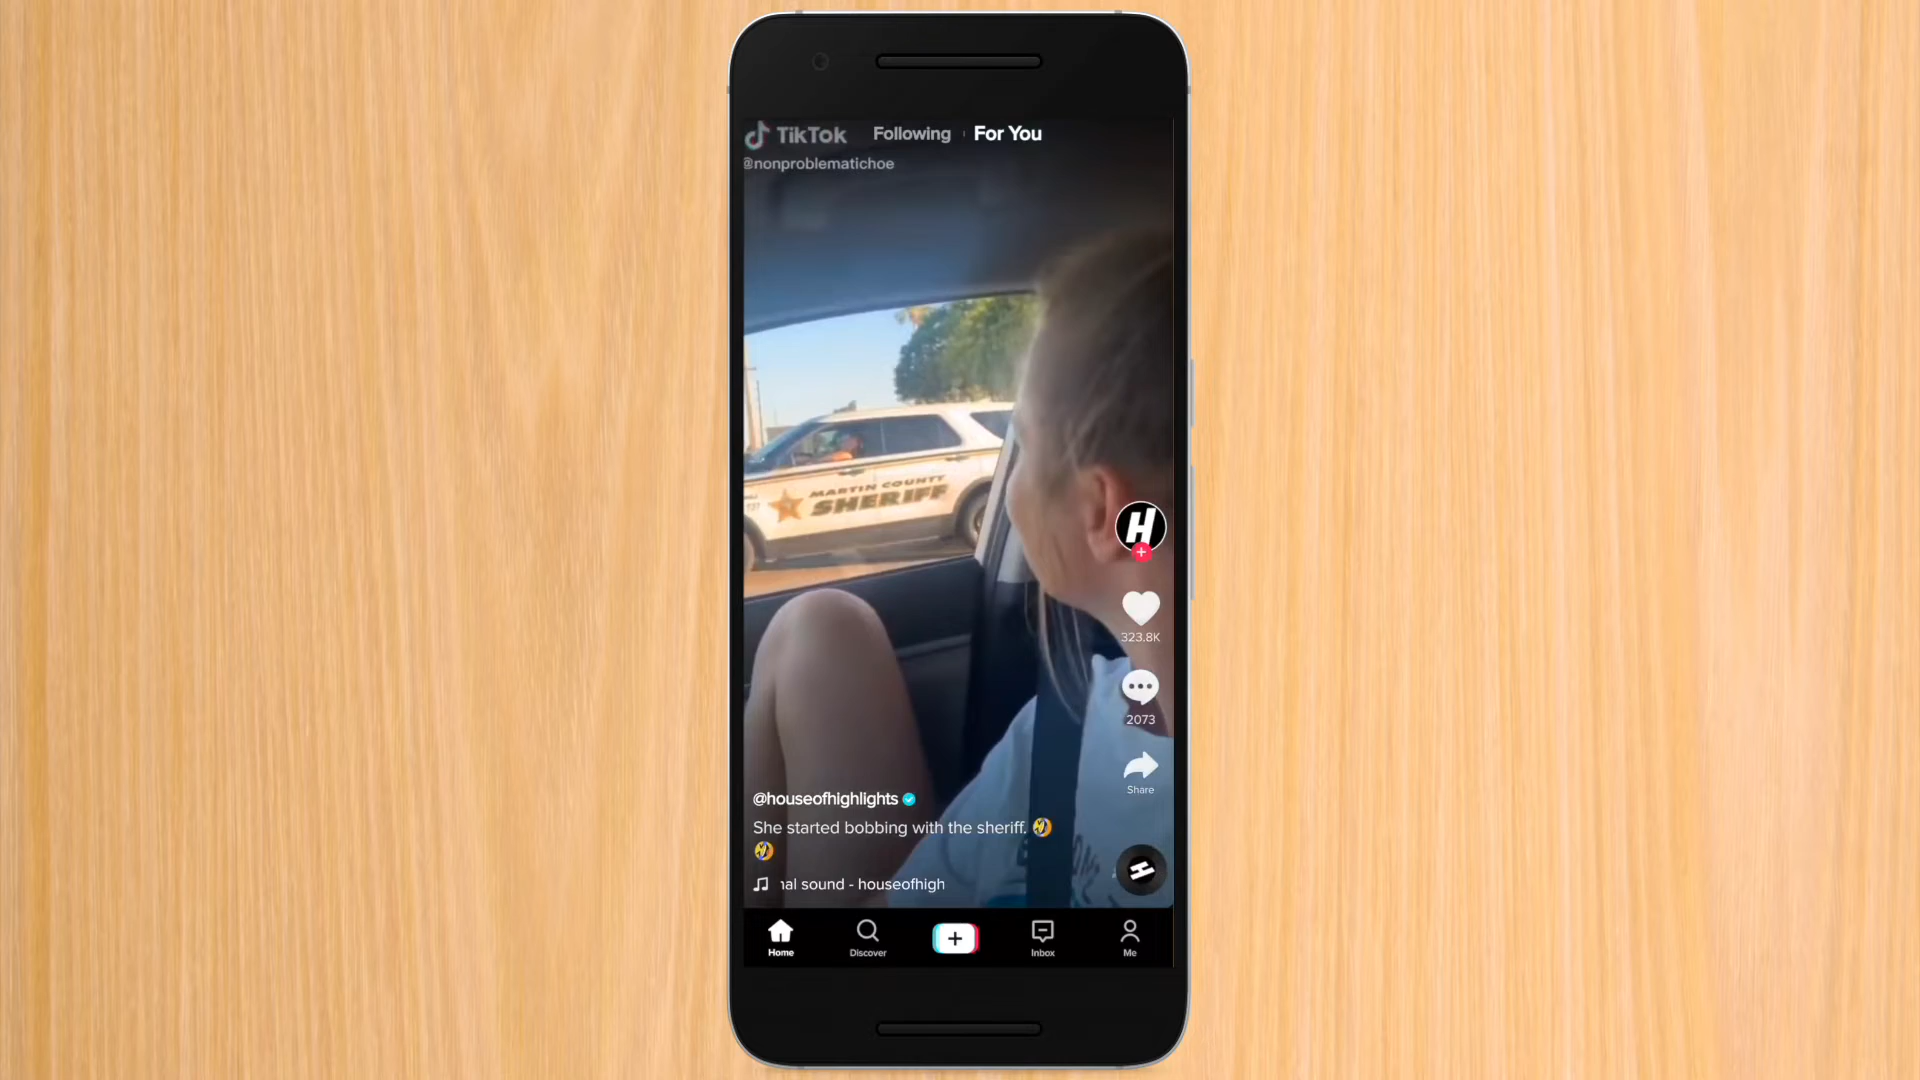 TikTok
Following
For You
@nonproblematichoe
MARTIN COUNTY
SHERIFF
H
323.8K
2073
Share
@houseofhighlights
She started bobbing with the sheriff. 🤣
🤣
nal sound - houseofhigh
Home
Discover
Inbox
Me